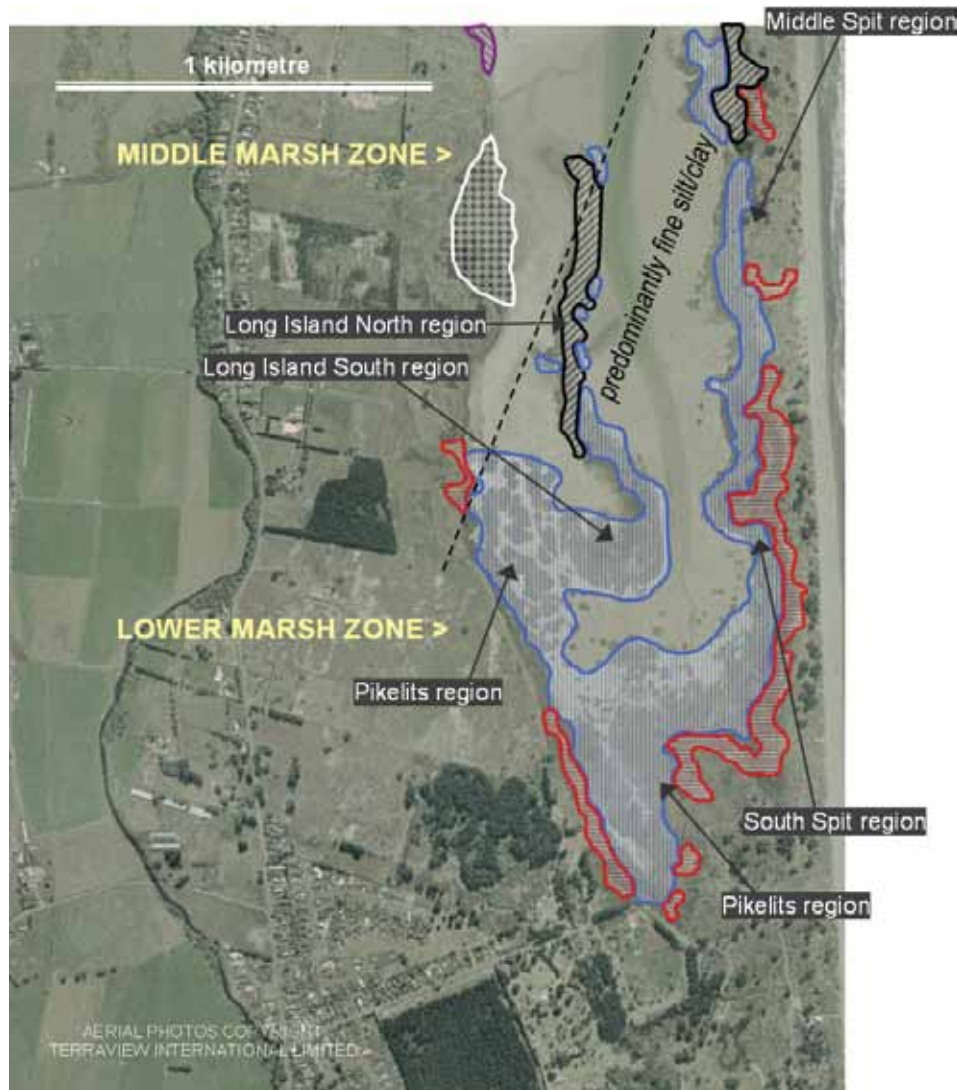 Middle Spit region
1 kilometre
MIDDLE MARSH ZONE >
predominantly fine silt/clay
Long Island North region
Long Island South region
LOWER MARSH ZONE >
Pikelits region
South Spit region
Pikelits region
AERIAL PHOTOS COPYRIGHT
TERRAVIEW INTERNATIONAL LIMITED